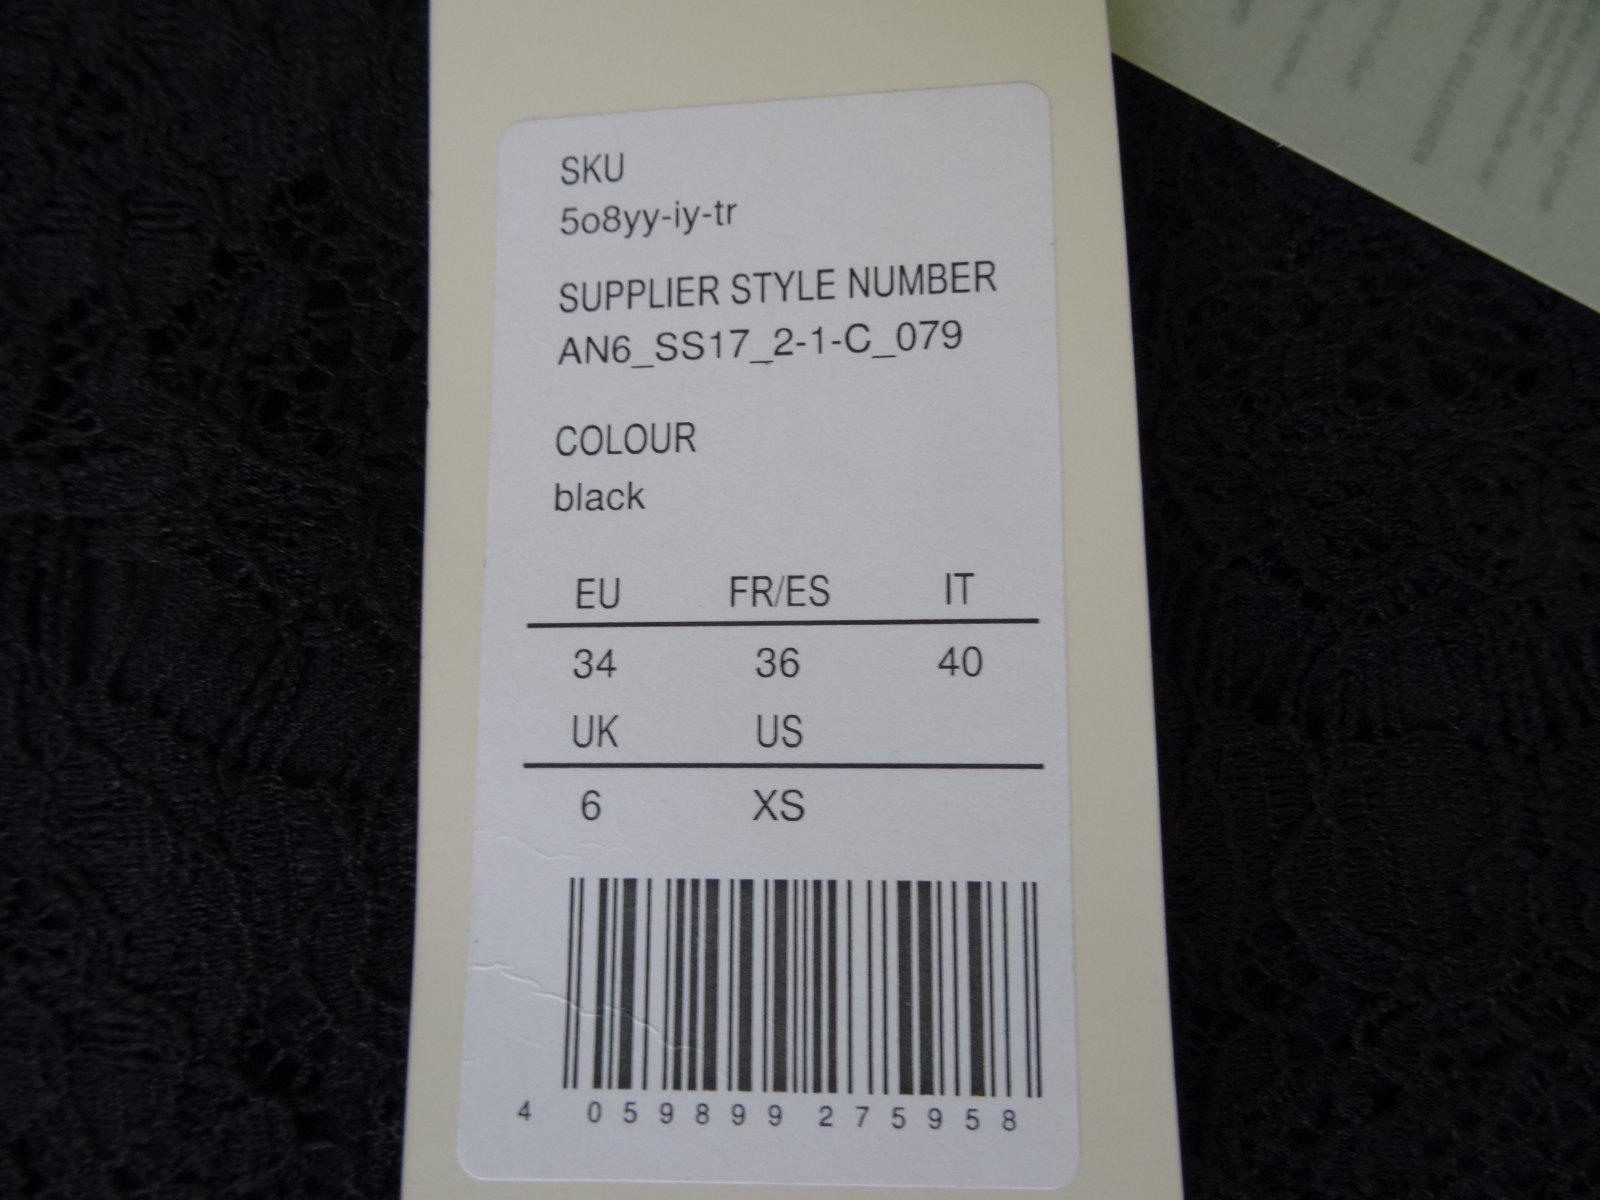 SKU
5o8yy-iy-tr
SUPPLIER STYLE NUMBER
AN6_SS17_2-1-C_079
COLOUR
black
EU FR/ES IT
34 36 40
UK US
6 XS
4 059899 275958